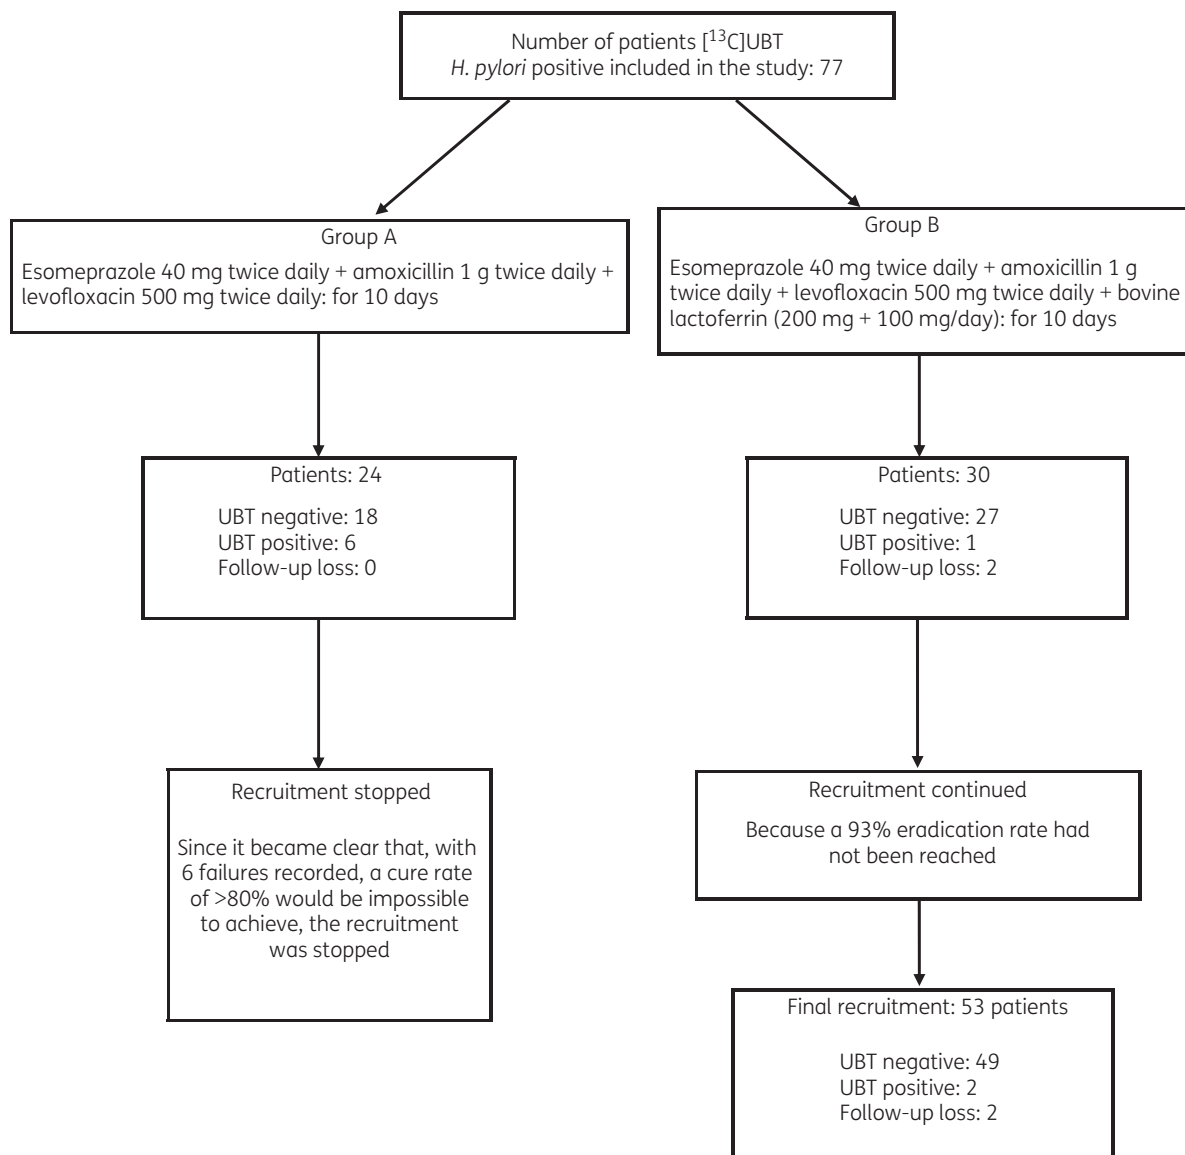 Number of patients [¹³C]UBT
H. pylori positive included in the study: 77
Group A
Esomeprazole 40 mg twice daily + amoxicillin 1 g twice daily +
levofloxacin 500 mg twice daily: for 10 days
Group B
Esomeprazole 40 mg twice daily + amoxicillin 1 g
twice daily + levofloxacin 500 mg twice daily + bovine
lactoferrin (200 mg + 100 mg/day): for 10 days
Patients: 24
UBT negative: 18
UBT positive: 6
Follow-up loss: 0
Patients: 30
UBT negative: 27
UBT positive: 1
Follow-up loss: 2
Recruitment stopped
Since it became clear that, with
6 failures recorded, a cure rate
of >80% would be impossible
to achieve, the recruitment
was stopped
Recruitment continued
Because a 93% eradication rate had
not been reached
Final recruitment: 53 patients
UBT negative: 49
UBT positive: 2
Follow-up loss: 2